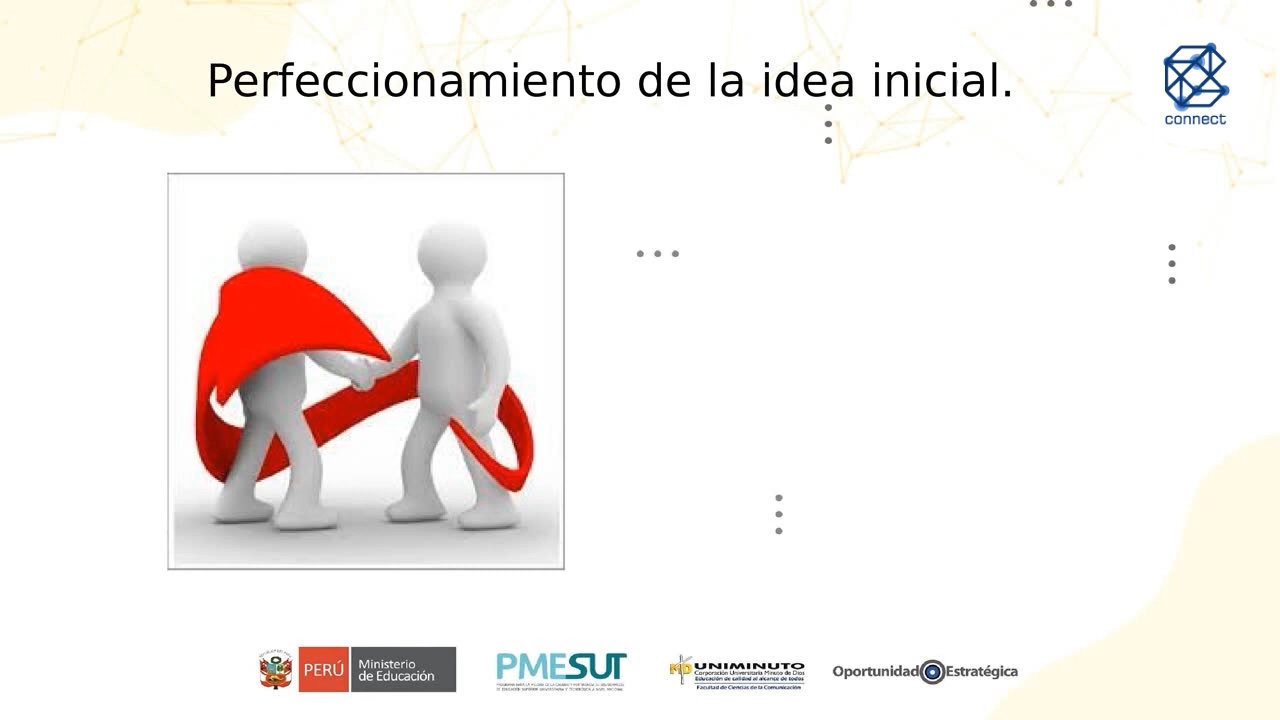 Perfeccionamiento de la idea inicial.
connect
PERÚ
Ministerio
de Educación
PMESUT
UNIMINUTO
Corporación Universitaria Minuto de Dios
Educación de calidad al alcance de todos
Facultad de Ciencias de la Comunicación
Oportunidad Estratégica